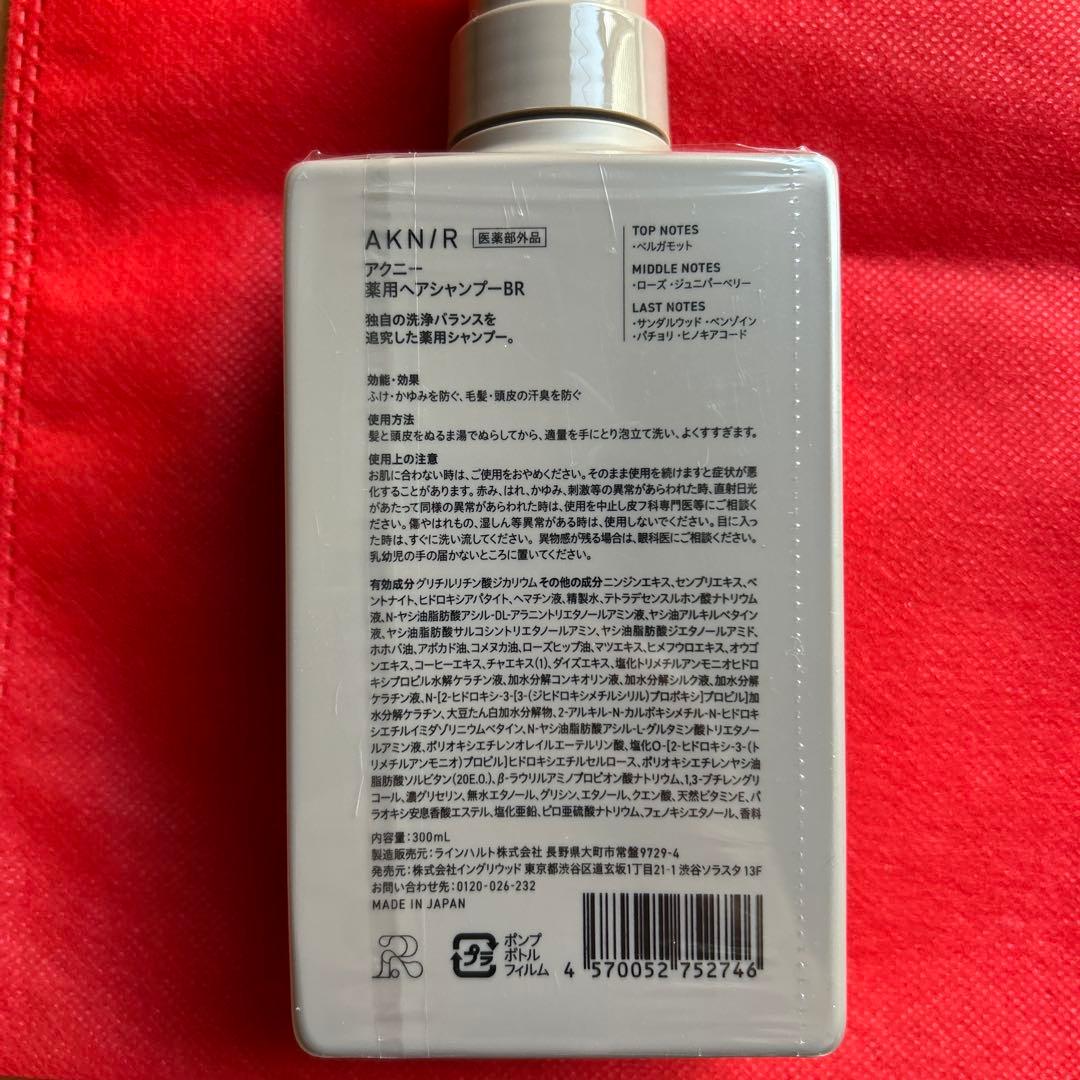 AKN/R 医薬部外品
アクニー
薬用ヘアシャンプーBR
独自の洗浄バランスを
追究した薬用シャンプー。
TOP NOTES
・ベルガモット
MIDDLE NOTES
・ローズ・ジュニパーベリー
LAST NOTES
・サンダルウッド・ベンゾイン
・パチョリ・ヒノキアコード
効能・効果
ふけ・かゆみを防ぐ、毛髪・頭皮の汗臭を防ぐ
使用方法
髪と頭皮をぬるま湯でぬらしてから、適量を手にとり泡立て洗い、よくすすぎます。
使用上の注意
お肌に合わない時は、ご使用をおやめください。そのまま使用を続けますと症状が悪
化することがあります。赤み、はれ、かゆみ、刺激等の異常があらわれた時、直射日光
があたって同様の異常があらわれた時は、使用を中止し皮フ科専門医等にご相談く
ださい。傷やはれもの、湿しん等異常がある時は、使用しないでください。目に入っ
た時は、すぐに洗い流してください。異物感が残る場合は、眼科医にご相談ください。
乳幼児の手の届かないところに置いてください。
有効成分グリチルリチン酸ジカリウム その他の成分ニンジンエキス、センブリエキス、ベ
ントナイト、ヒドロキシアパタイト、ヘマチン液、精製水、テトラデセンスルホン酸ナトリウム
液、N-ヤシ油脂肪酸アシル-DL-アラニントリエタノールアミン液、ヤシ油アルキルベタイン
液、ヤシ油脂肪酸サルコシントリエタノールアミン、ヤシ油脂肪酸ジエタノールアミド、
ホホバ油、アボカド油、コメヌカ油、ローズヒップ油、マツエキス、ヒメフウロエキス、オウゴ
ンエキス、コーヒーエキス、チャエキス(1)、ダイズエキス、塩化トリメチルアンモニオヒドロ
キシプロピル水解ケラチン液、加水分解コンキオリン液、加水分解シルク液、加水分解
ケラチン液、N-[2-ヒドロキシ-3-[3-(ジヒドロキシメチルシリル)プロポキシ]プロピル]加
水分解ケラチン、大豆たん白加水分解物、2-アルキル-N-カルボキシメチル-N-ヒドロキ
シエチルイミダゾリニウムベタイン、N-ヤシ油脂肪酸アシル-L-グルタミン酸トリエタノー
ルアミン液、ポリオキシエチレンオレイルエーテルリン酸、塩化O-[2-ヒドロキシ-3-(ト
リメチルアンモニオ)プロピル]ヒドロキシエチルセルロース、ポリオキシエチレンヤシ油
脂肪酸ソルビタン(20E.O.)、β-ラウリルアミノプロピオン酸ナトリウム、1,3-ブチレングリ
コール、濃グリセリン、無水エタノール、グリシン、エタノール、クエン酸、天然ビタミンE、パ
ラオキシ安息香酸エステル、塩化亜鉛、ピロ亜硫酸ナトリウム、フェノキシエタノール、香料
内容量：300mL
製造販売元：ラインハルト株式会社 長野県大町市常盤9729-4
発売元：株式会社イングリウッド 東京都渋谷区道玄坂1丁目21-1 渋谷ソラスタ 13F
お問い合わせ先：0120-026-232
MADE IN JAPAN
R
プラ
ポンプ
ボトル
フィルム
4 570052 752746